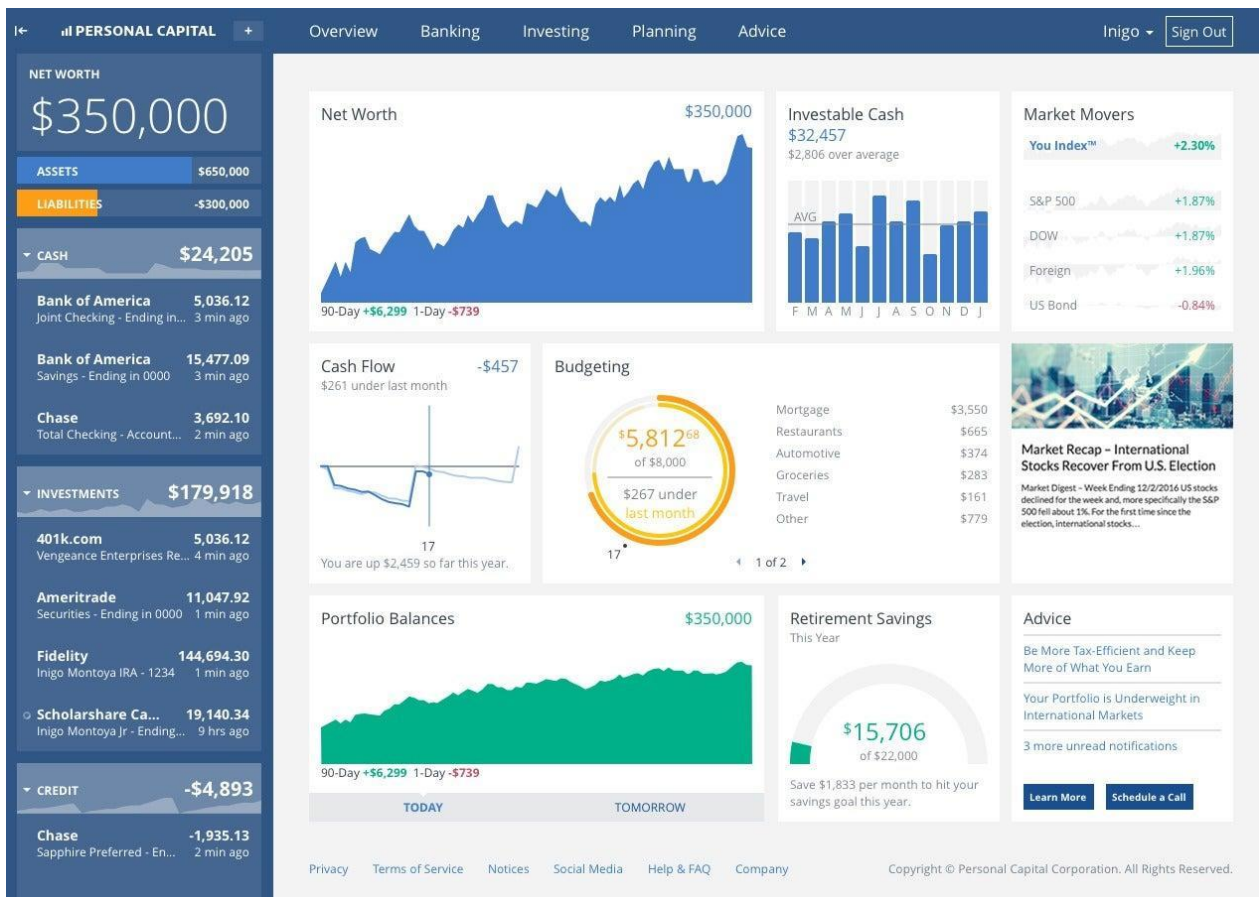 PERSONAL CAPITAL +
Overview Banking Investing Planning Advice
Inigo Sign Out
NET WORTH
$350,000
ASSETS $650,000
LIABILITIES -$300,000
CASH $24,205
Bank of America 5,036.12
Joint Checking - Ending in... 3 min ago
Bank of America 15,477.09
Savings - Ending in 0000 3 min ago
Chase 3,692.10
Total Checking - Account... 2 min ago
INVESTMENTS $179,918
401k.com 5,036.12
Vengeance Enterprises Re... 4 min ago
Ameritrade 11,047.92
Securities - Ending in 0000 1 min ago
Fidelity 144,694.30
Inigo Montoya IRA - 1234 1 min ago
Scholarshare Ca... 19,140.34
Inigo Montoya Jr - Ending... 9 hrs ago
CREDIT -$4,893
Chase -1,935.13
Sapphire Preferred - En... 2 min ago
Net Worth $350,000
90-Day +$6,299 1-Day -$739
Investable Cash
$32,457
$2,806 over average
AVG
F M A M J J A S O N D J
Market Movers
You Index™ +2.30%
S&P 500 +1.87%
DOW +1.87%
Foreign +1.96%
US Bond -0.84%
Cash Flow -$457
$261 under last month
17
You are up $2,459 so far this year.
Budgeting
$5,81268
of $8,000
$267 under
last month
17
Mortgage $3,550
Restaurants $665
Automotive $374
Groceries $283
Travel $161
Other $779
1 of 2
Market Recap – International
Stocks Recover From U.S. Election
Market Digest – Week Ending 12/2/2016 US stocks
declined for the week and, more specifically the S&P
500 fell about 1%. For the first time since the
election, international stocks...
Portfolio Balances $350,000
90-Day +$6,299 1-Day -$739
TODAY TOMORROW
Retirement Savings
This Year
$15,706
of $22,000
Save $1,833 per month to hit your
savings goal this year.
Advice
Be More Tax-Efficient and Keep
More of What You Earn
Your Portfolio is Underweight in
International Markets
3 more unread notifications
Learn More Schedule a Call
Privacy Terms of Service Notices Social Media Help & FAQ Company
Copyright © Personal Capital Corporation. All Rights Reserved.